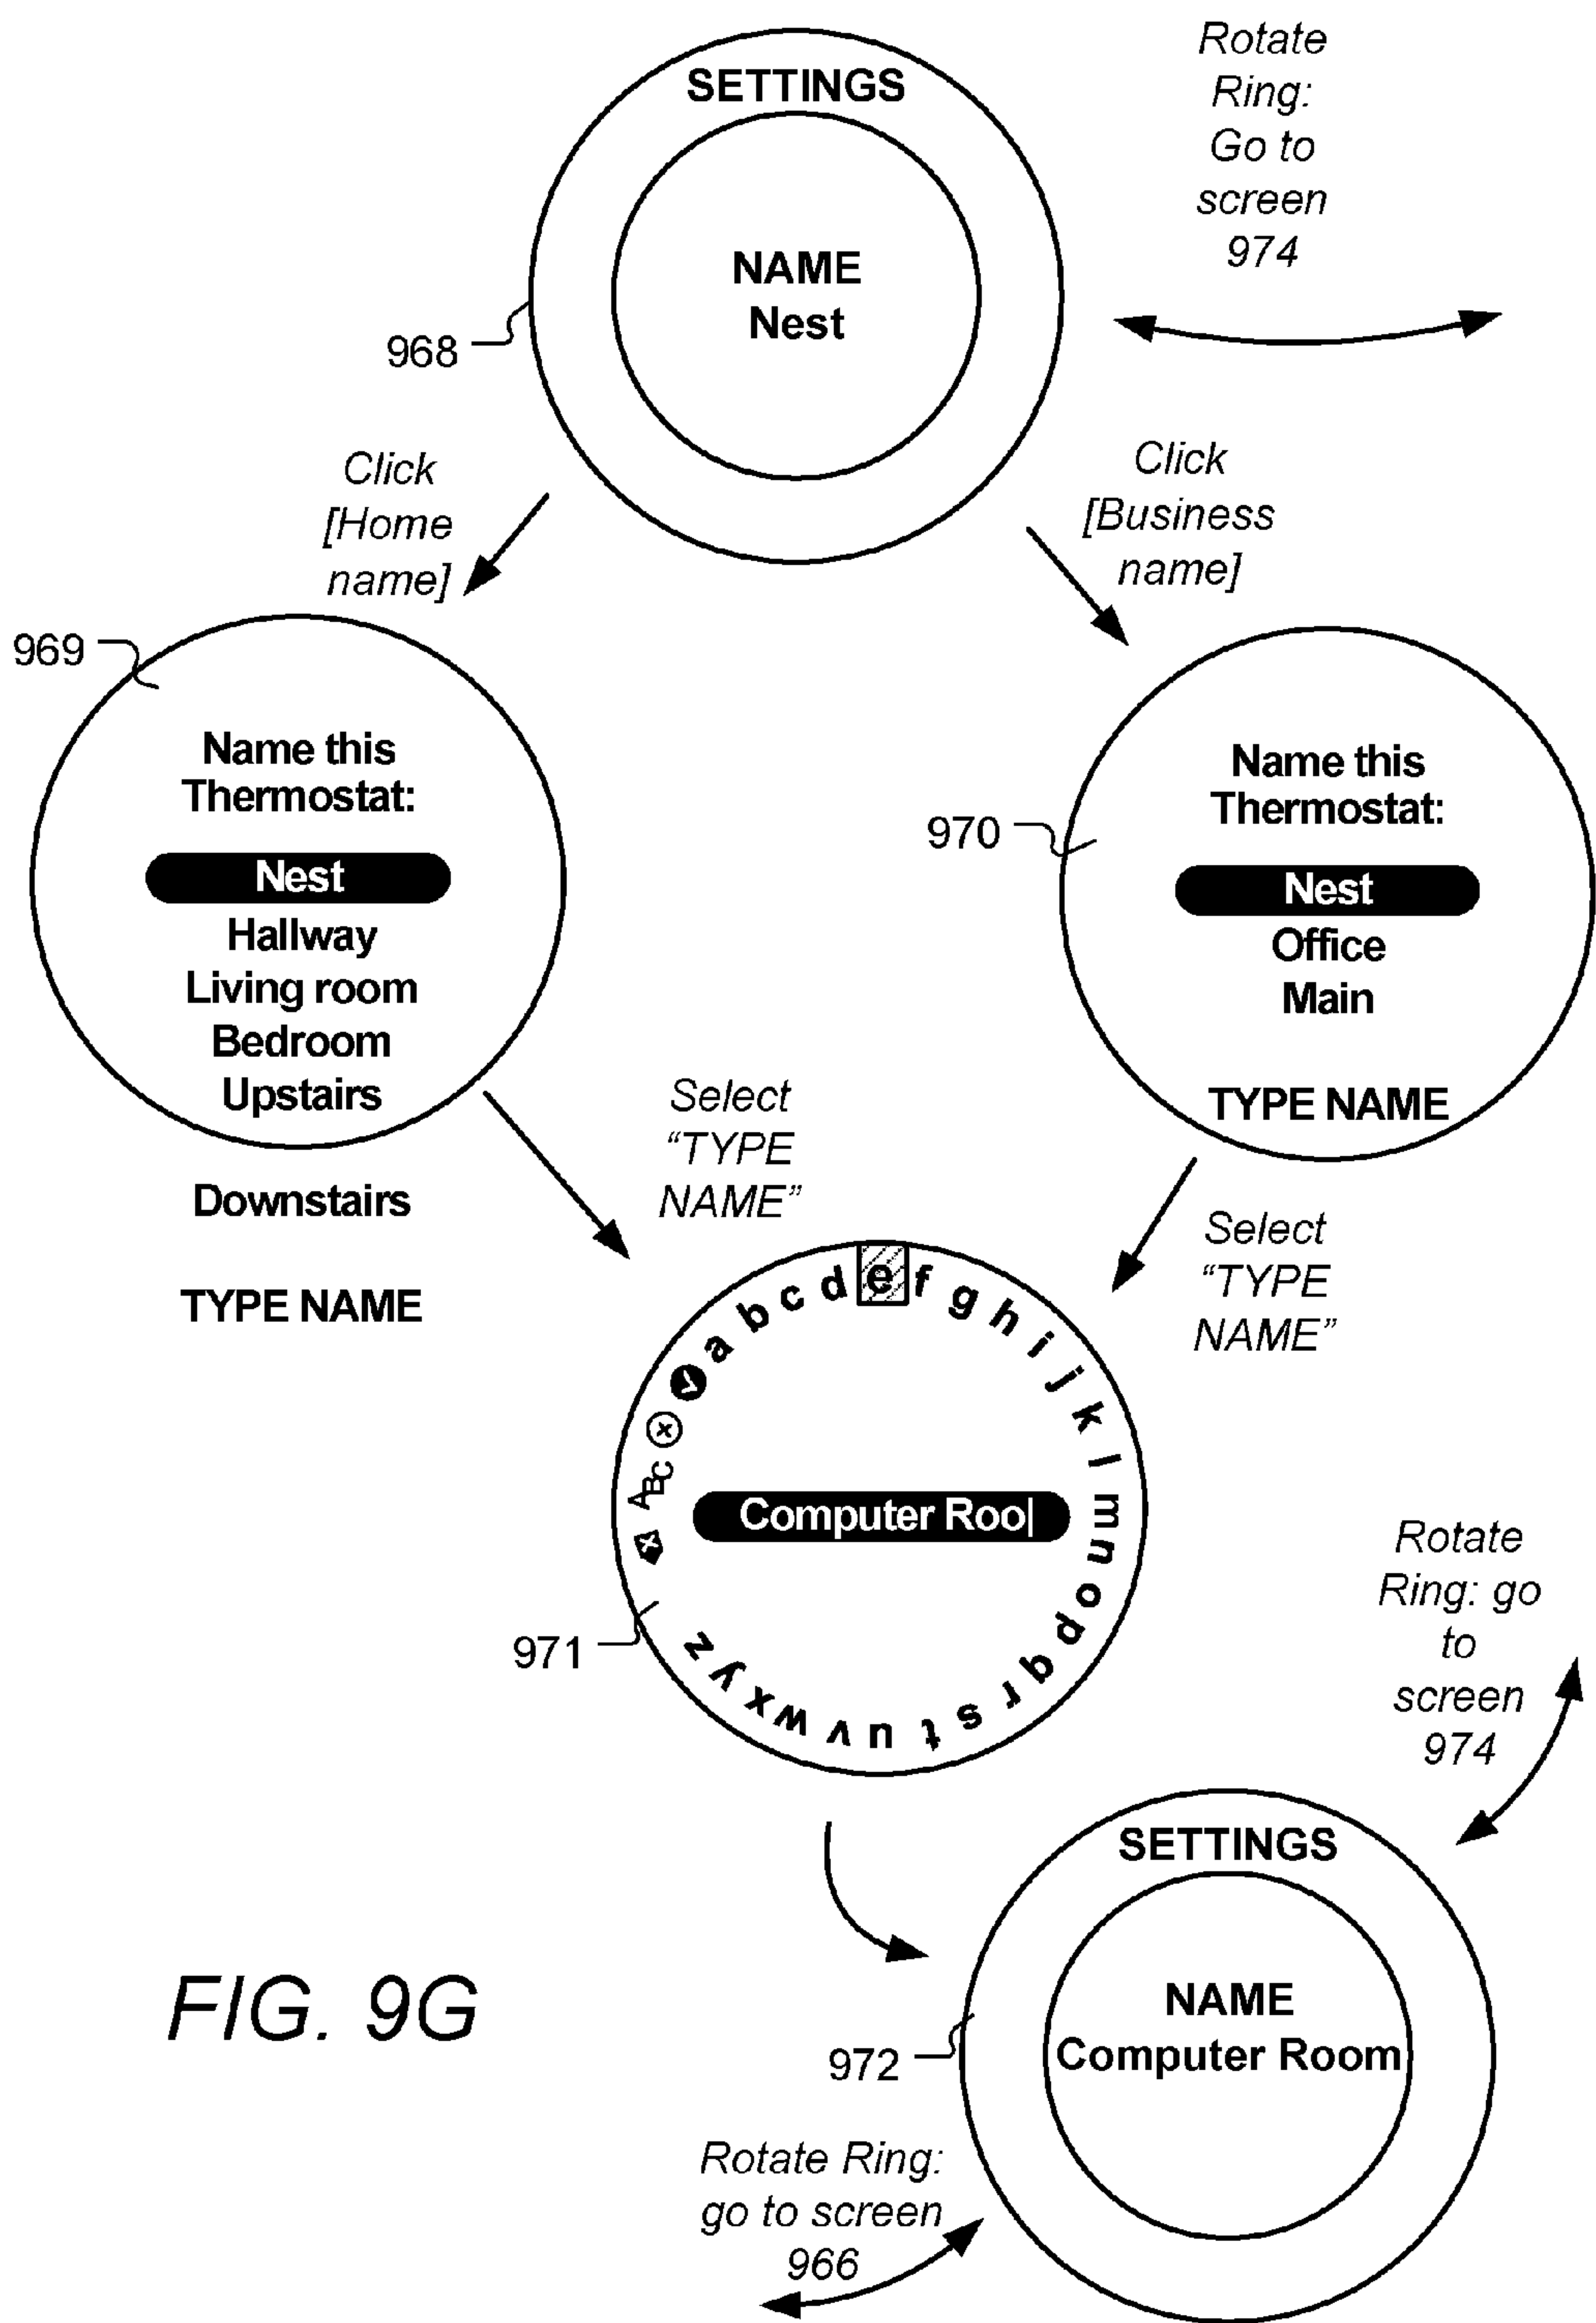 SETTINGS
NAME
Nest
968
Rotate
Ring:
Go to
screen
974
Click
[Home
name]
Click
[Business
name]
969
Name this
Thermostat:
Nest
Hallway
Living room
Bedroom
Upstairs
Downstairs
TYPE NAME
970
Name this
Thermostat:
Nest
Office
Main
TYPE NAME
Select
“TYPE
NAME”
Select
“TYPE
NAME”
a b c d e f g h i j k l m n o p q r s t u v w x y z
ABC
Computer Roo
971
Rotate
Ring: go
to
screen
974
SETTINGS
NAME
Computer Room
972
Rotate Ring:
go to screen
966
FIG. 9G